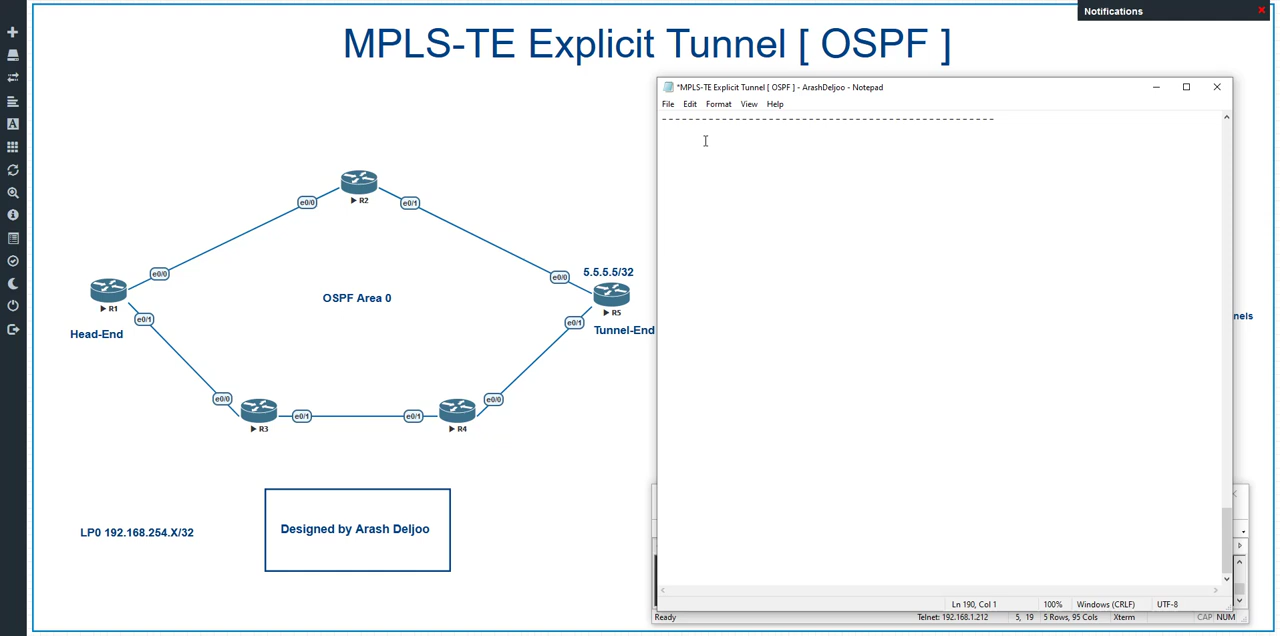 Notifications
MPLS-TE Explicit Tunnel [ OSPF ]
*MPLS-TE Explicit Tunnel [ OSPF ] - ArashDeljoo - Notepad
File Edit Format View Help
--------------------------------------------------
R2
e0/0
e0/1
e0/0
e0/0
5.5.5.5/32
R1
OSPF Area 0
R5
e0/1
e0/1
Head-End
Tunnel-End
nels
e0/0
e0/0
R3
e0/1
e0/1
R4
LP0 192.168.254.X/32
Designed by Arash Deljoo
Ln 190, Col 1 100% Windows (CRLF) UTF-8
Ready Telnet: 192.168.1.212 5, 19 5 Rows, 95 Cols Xterm CAP NUM